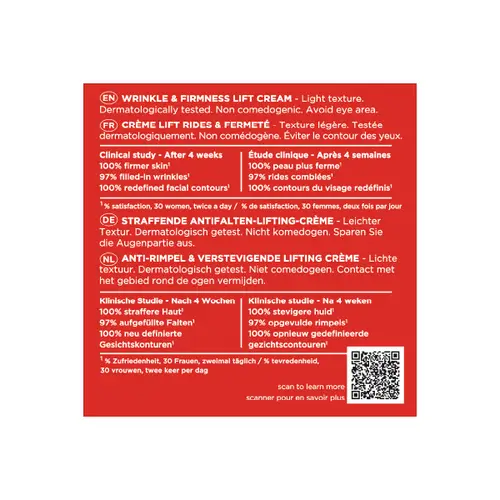 EN WRINKLE & FIRMNESS LIFT CREAM - Light texture.
Dermatologically tested. Non comedogenic. Avoid eye area.
FR CRÈME LIFT RIDES & FERMETÉ - Texture légère. Testée
dermatologiquement. Non comédogène. Éviter le contour des yeux.
Clinical study - After 4 weeks
100% firmer skin¹
97% filled-in wrinkles¹
100% redefined facial contours¹
Étude clinique - Après 4 semaines
100% peau plus ferme¹
97% rides comblées¹
100% contours du visage redéfinis¹
¹ % satisfaction, 30 women, twice a day / % de satisfaction, 30 femmes, deux fois par jour
DE STRAFFENDE ANTIFALTEN-LIFTING-CRÈME - Leichter
Textur. Dermatologisch getest. Nicht komedogen. Sparen Sie
die Augenpartie aus.
NL ANTI-RIMPEL & VERSTEVIGENDE LIFTING CRÈME - Lichte
textuur. Dermatologisch getest. Niet comedogeen. Contact met
het gebied rond de ogen vermijden.
Klinische Studie - Nach 4 Wochen
100% straffere Haut¹
97% aufgefüllte Falten¹
100% neu definierte
Gesichtskonturen¹
Klinische studie - Na 4 weken
100% stevigere huid¹
97% opgevulde rimpels¹
100% opnieuw gedefinieerde
gezichtscontouren¹
¹ % Zufriedenheit, 30 Frauen, zweimal täglich / % tevredenheid,
30 vrouwen, twee keer per dag
scan to learn more
scanner pour en savoir plus